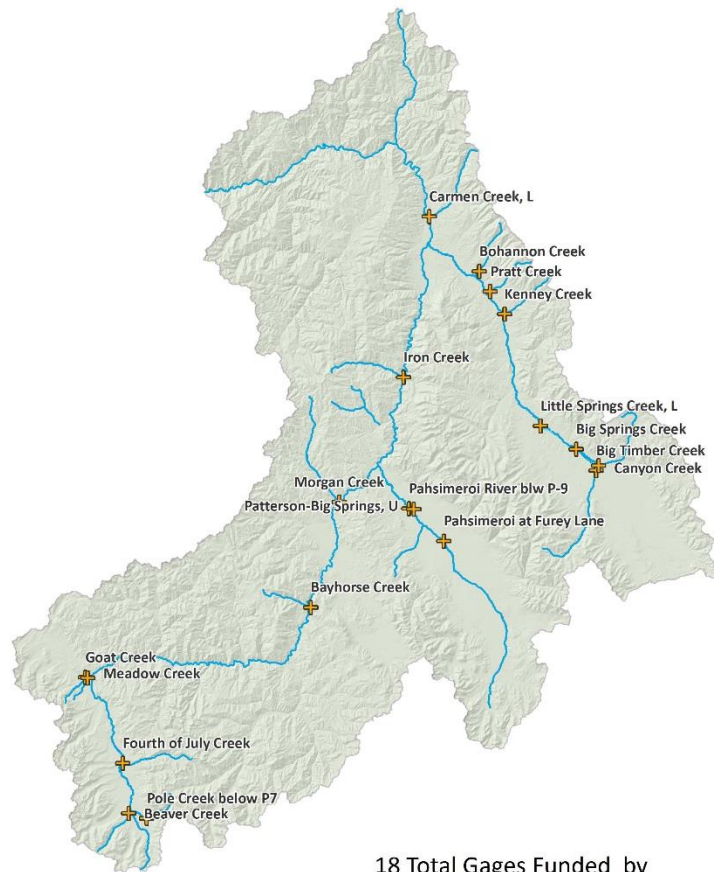 Carmen Creek, L
Bohannon Creek
Pratt Creek
Kenney Creek
Iron Creek
Little Springs Creek, L
Big Springs Creek
Big Timber Creek
Canyon Creek
Morgan Creek
Pahsimeroi River blw P-9
Patterson-Big Springs, U
Pahsimeroi at Furey Lane
Bayhorse Creek
Goat Creek
Meadow Creek
Fourth of July Creek
Pole Creek below P7
Beaver Creek
18 Total Gages Funded by